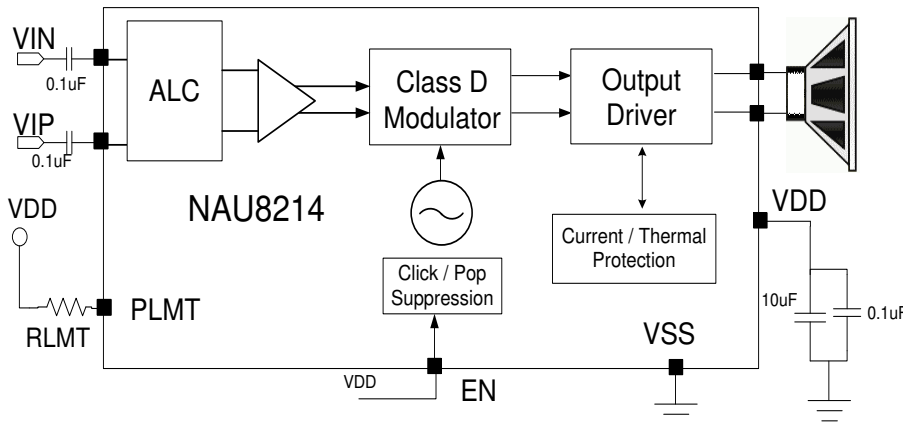 VIN
0.1uF
VIP
0.1uF
ALC
Class D
Modulator
Output
Driver
NAU8214
VDD
RLMT
PLMT
Click / Pop
Suppression
Current / Thermal
Protection
VDD
10uF
0.1uF
VSS
VDD
EN